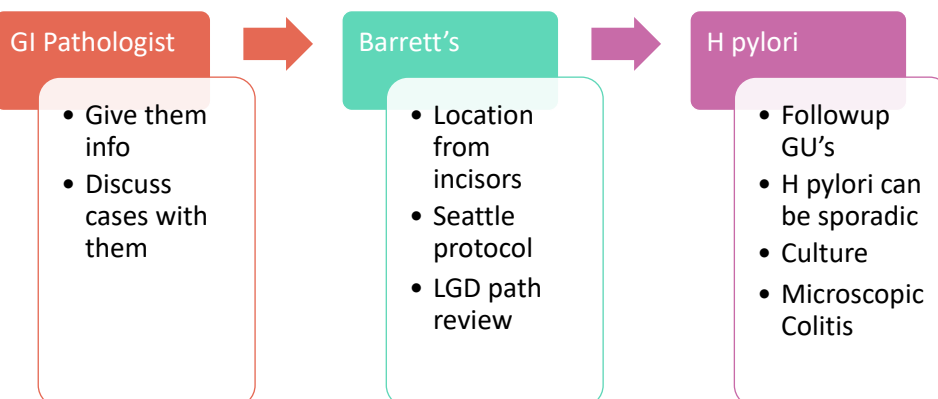 GI Pathologist
• Give them
info
• Discuss
cases with
them
Barrett’s
• Location
from
incisors
• Seattle
protocol
• LGD path
review
H pylori
• Followup
GU’s
• H pylori can
be sporadic
• Culture
• Microscopic
Colitis